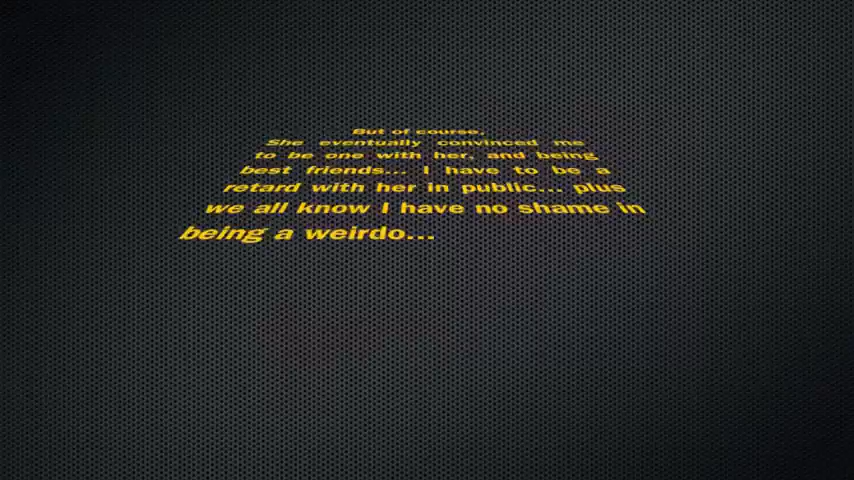 But of course.
She eventually convinced me
to be one with her, and being
best friends... I have to be a
retard with her in public... plus
we all know I have no shame in
being a weirdo...